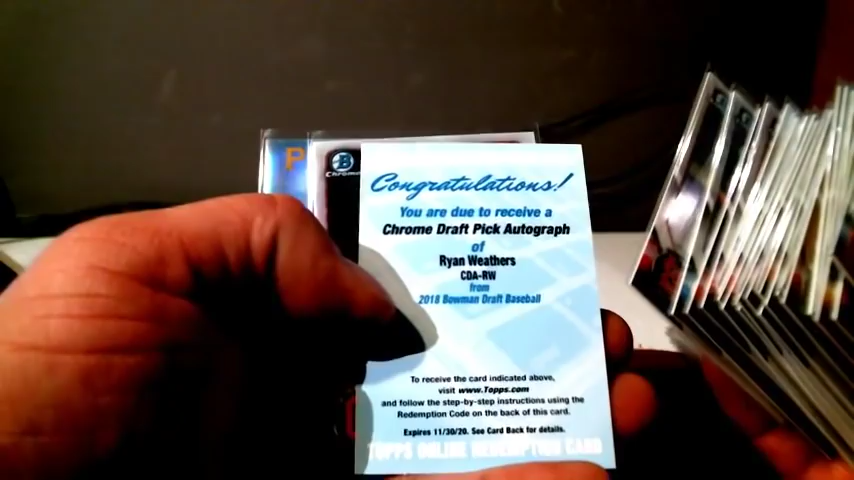 P
B
Chrome
Congratulations!
You are due to receive a
Chrome Draft Pick Autograph
of
Ryan Weathers
CDA-RW
from
2018 Bowman Draft Baseball
To receive the card indicated above,
visit www.Topps.com
and follow the step-by-step instructions using the
Redemption Code on the back of this card.
Expires 11/30/20. See Card Back for details.
TOPPS ONLINE REDEMPTION CARD